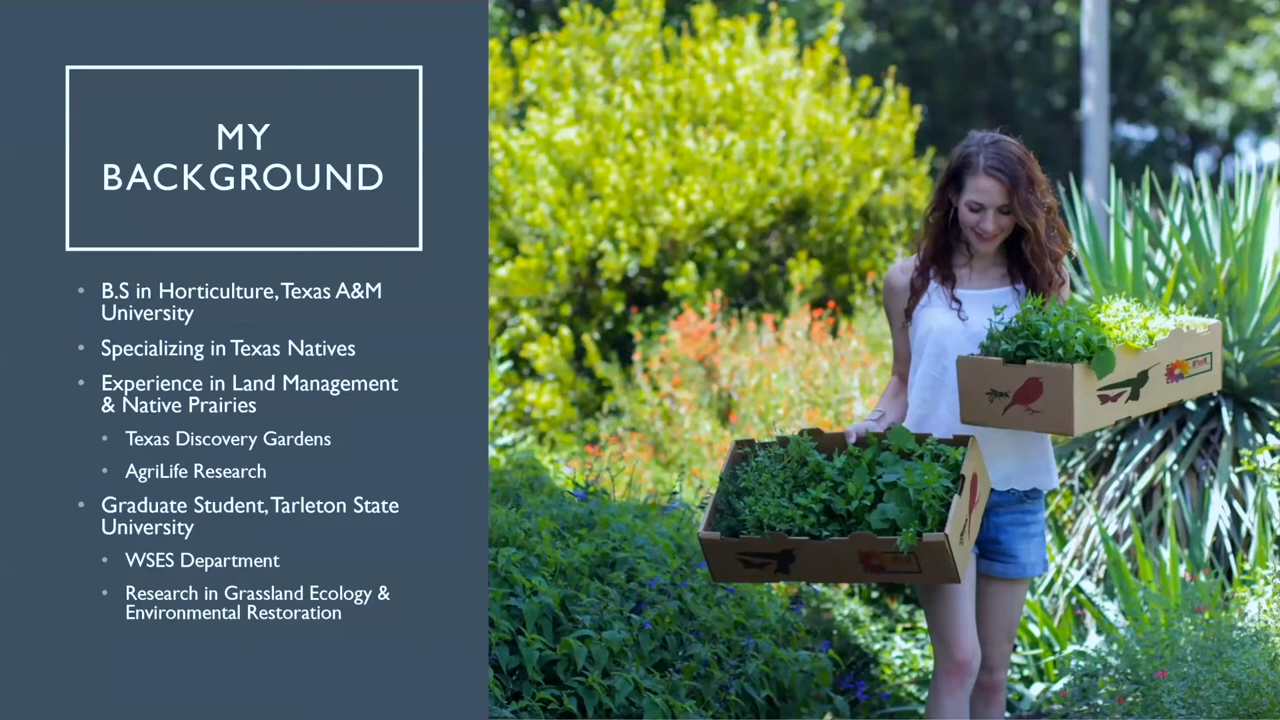 MY
BACKGROUND
• B.S in Horticulture, Texas A&M
University
• Specializing in Texas Natives
• Experience in Land Management
& Native Prairies
• Texas Discovery Gardens
• AgriLife Research
• Graduate Student, Tarleton State
University
• WSES Department
• Research in Grassland Ecology &
Environmental Restoration